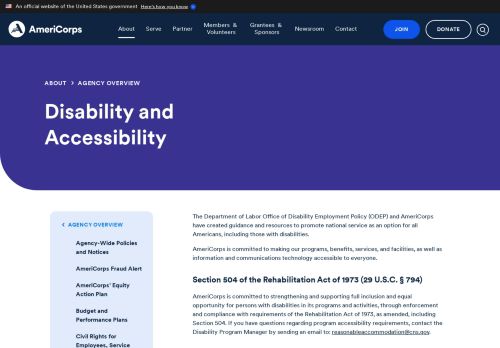 An official website of the United States government Here's how you know
AmeriCorps
About
Serve
Partner
Members & Volunteers
Grantees & Sponsors
Newsroom
Contact
JOIN
DONATE
ABOUT > AGENCY OVERVIEW
Disability and
Accessibility
< AGENCY OVERVIEW
Agency-Wide Policies
and Notices
AmeriCorps Fraud Alert
AmeriCorps' Equity
Action Plan
Budget and
Performance Plans
Civil Rights for
Employees, Service
The Department of Labor Office of Disability Employment Policy (ODEP) and AmeriCorps
have created guidance and resources to promote national service as an option for all
Americans, including those with disabilities.
AmeriCorps is committed to making our programs, benefits, services, and facilities, as well as
information and communications technology accessible to everyone.
Section 504 of the Rehabilitation Act of 1973 (29 U.S.C. § 794)
AmeriCorps is committed to strengthening and supporting full inclusion and equal
opportunity for persons with disabilities in its programs and activities, through enforcement
and compliance with requirements of the Rehabilitation Act of 1973, as amended, including
Section 504. If you have questions regarding program accessibility requirements, contact the
Disability Program Manager by sending an email to: reasonableaccommodation@cns.gov.